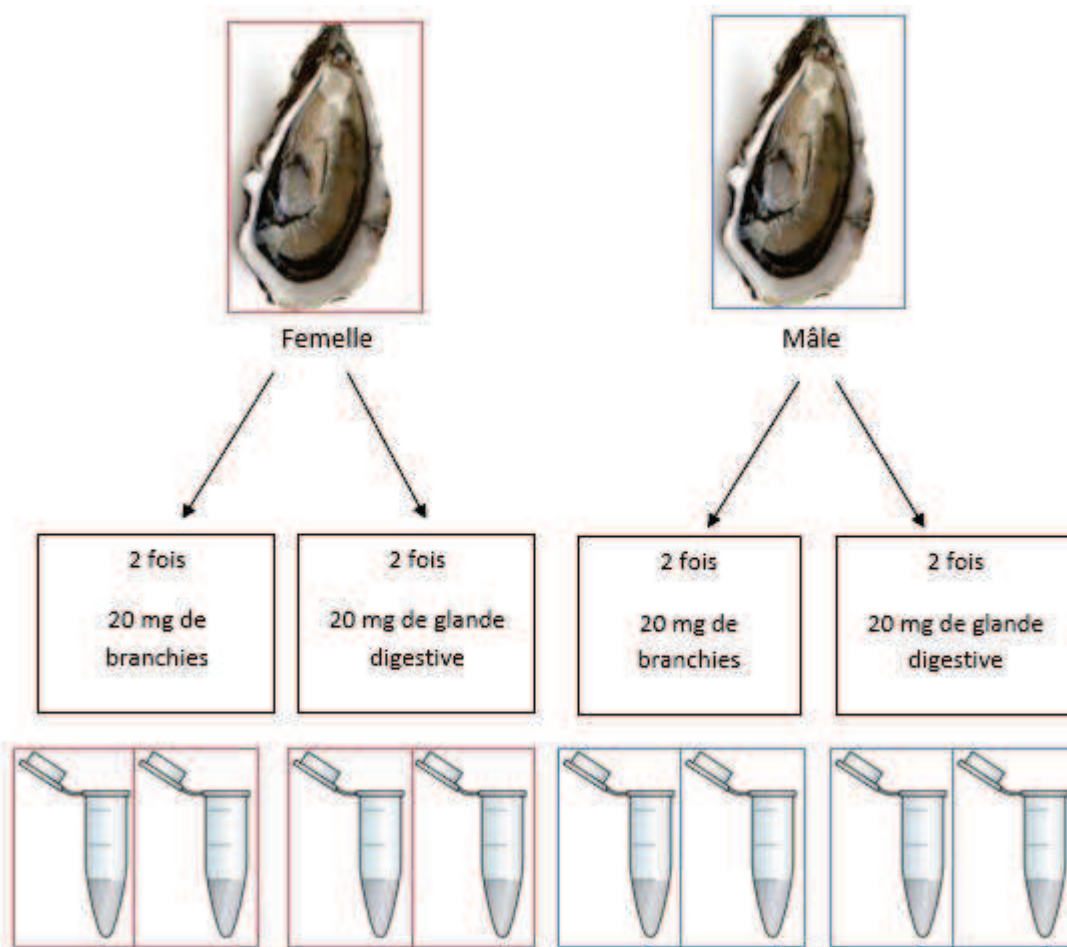 Femelle
Mâle
2 fois
20 mg de
branchies
2 fois
20 mg de glande
digestive
2 fois
20 mg de
branchies
2 fois
20 mg de glande
digestive